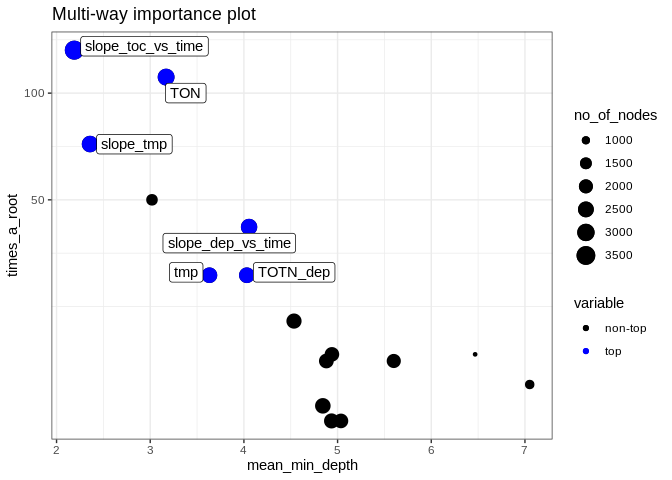 Multi-way importance plot
slope_toc_vs_time
TON
slope_tmp
slope_dep_vs_time
tmp
TOTN_dep
100
50
times_a_root
2
3
4
5
6
7
mean_min_depth
no_of_nodes
1000
1500
2000
2500
3000
3500
variable
non-top
top